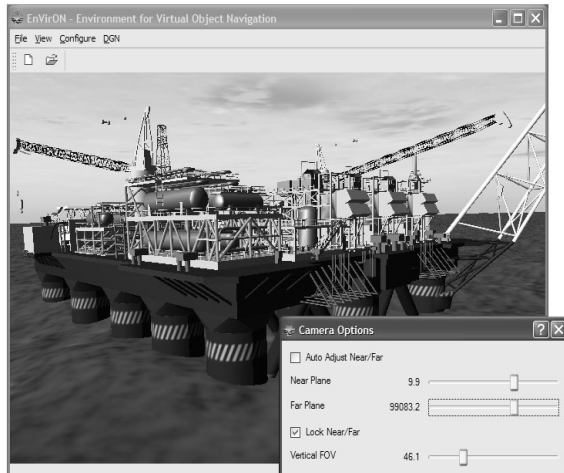 EnVirON - Environment for Virtual Object Navigation
File View Configure DGN
Camera Options
Auto Adjust Near/Far
Near Plane 9.9
Far Plane 99083.2
Lock Near/Far
Vertical FOV 46.1